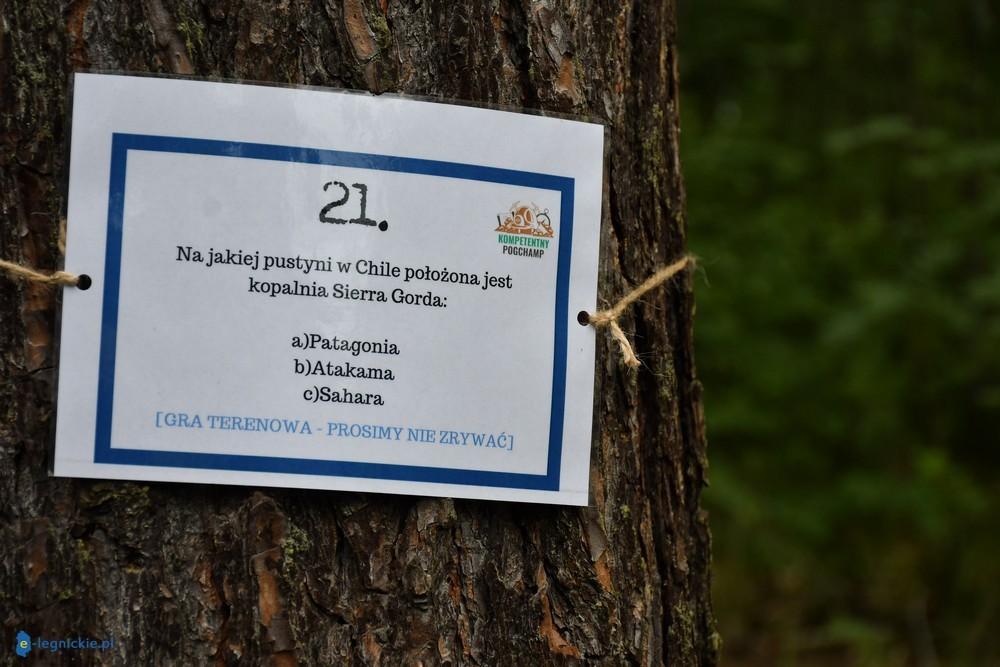 21.
KOMPETENTNY
POGCHAMP
Na jakiej pustyni w Chile położona jest
kopalnia Sierra Gorda:
a)Patagonia
b)Atakama
c)Sahara
[GRA TERENOWA - PROSIMY NIE ZRYWAĆ]
e-legnickie.pl